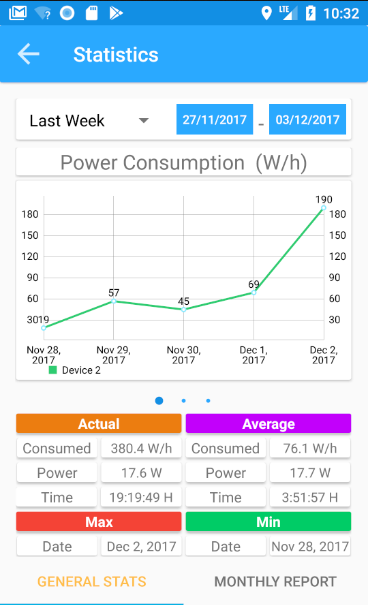 LTE 10:32
Statistics
Last Week 27/11/2017 - 03/12/2017
Power Consumption (W/h)
190
180 180
150 150
120 120
90 90
69
60 57 60
45
30 19 30
Nov 28, 2017 Nov 29, 2017 Nov 30, 2017 Dec 1, 2017 Dec 2, 2017
Device 2
Actual Average
Consumed 380.4 W/h Consumed 76.1 W/h
Power 17.6 W Power 17.7 W
Time 19:19:49 H Time 3:51:57 H
Max Min
Date Dec 2, 2017 Date Nov 28, 2017
GENERAL STATS MONTHLY REPORT